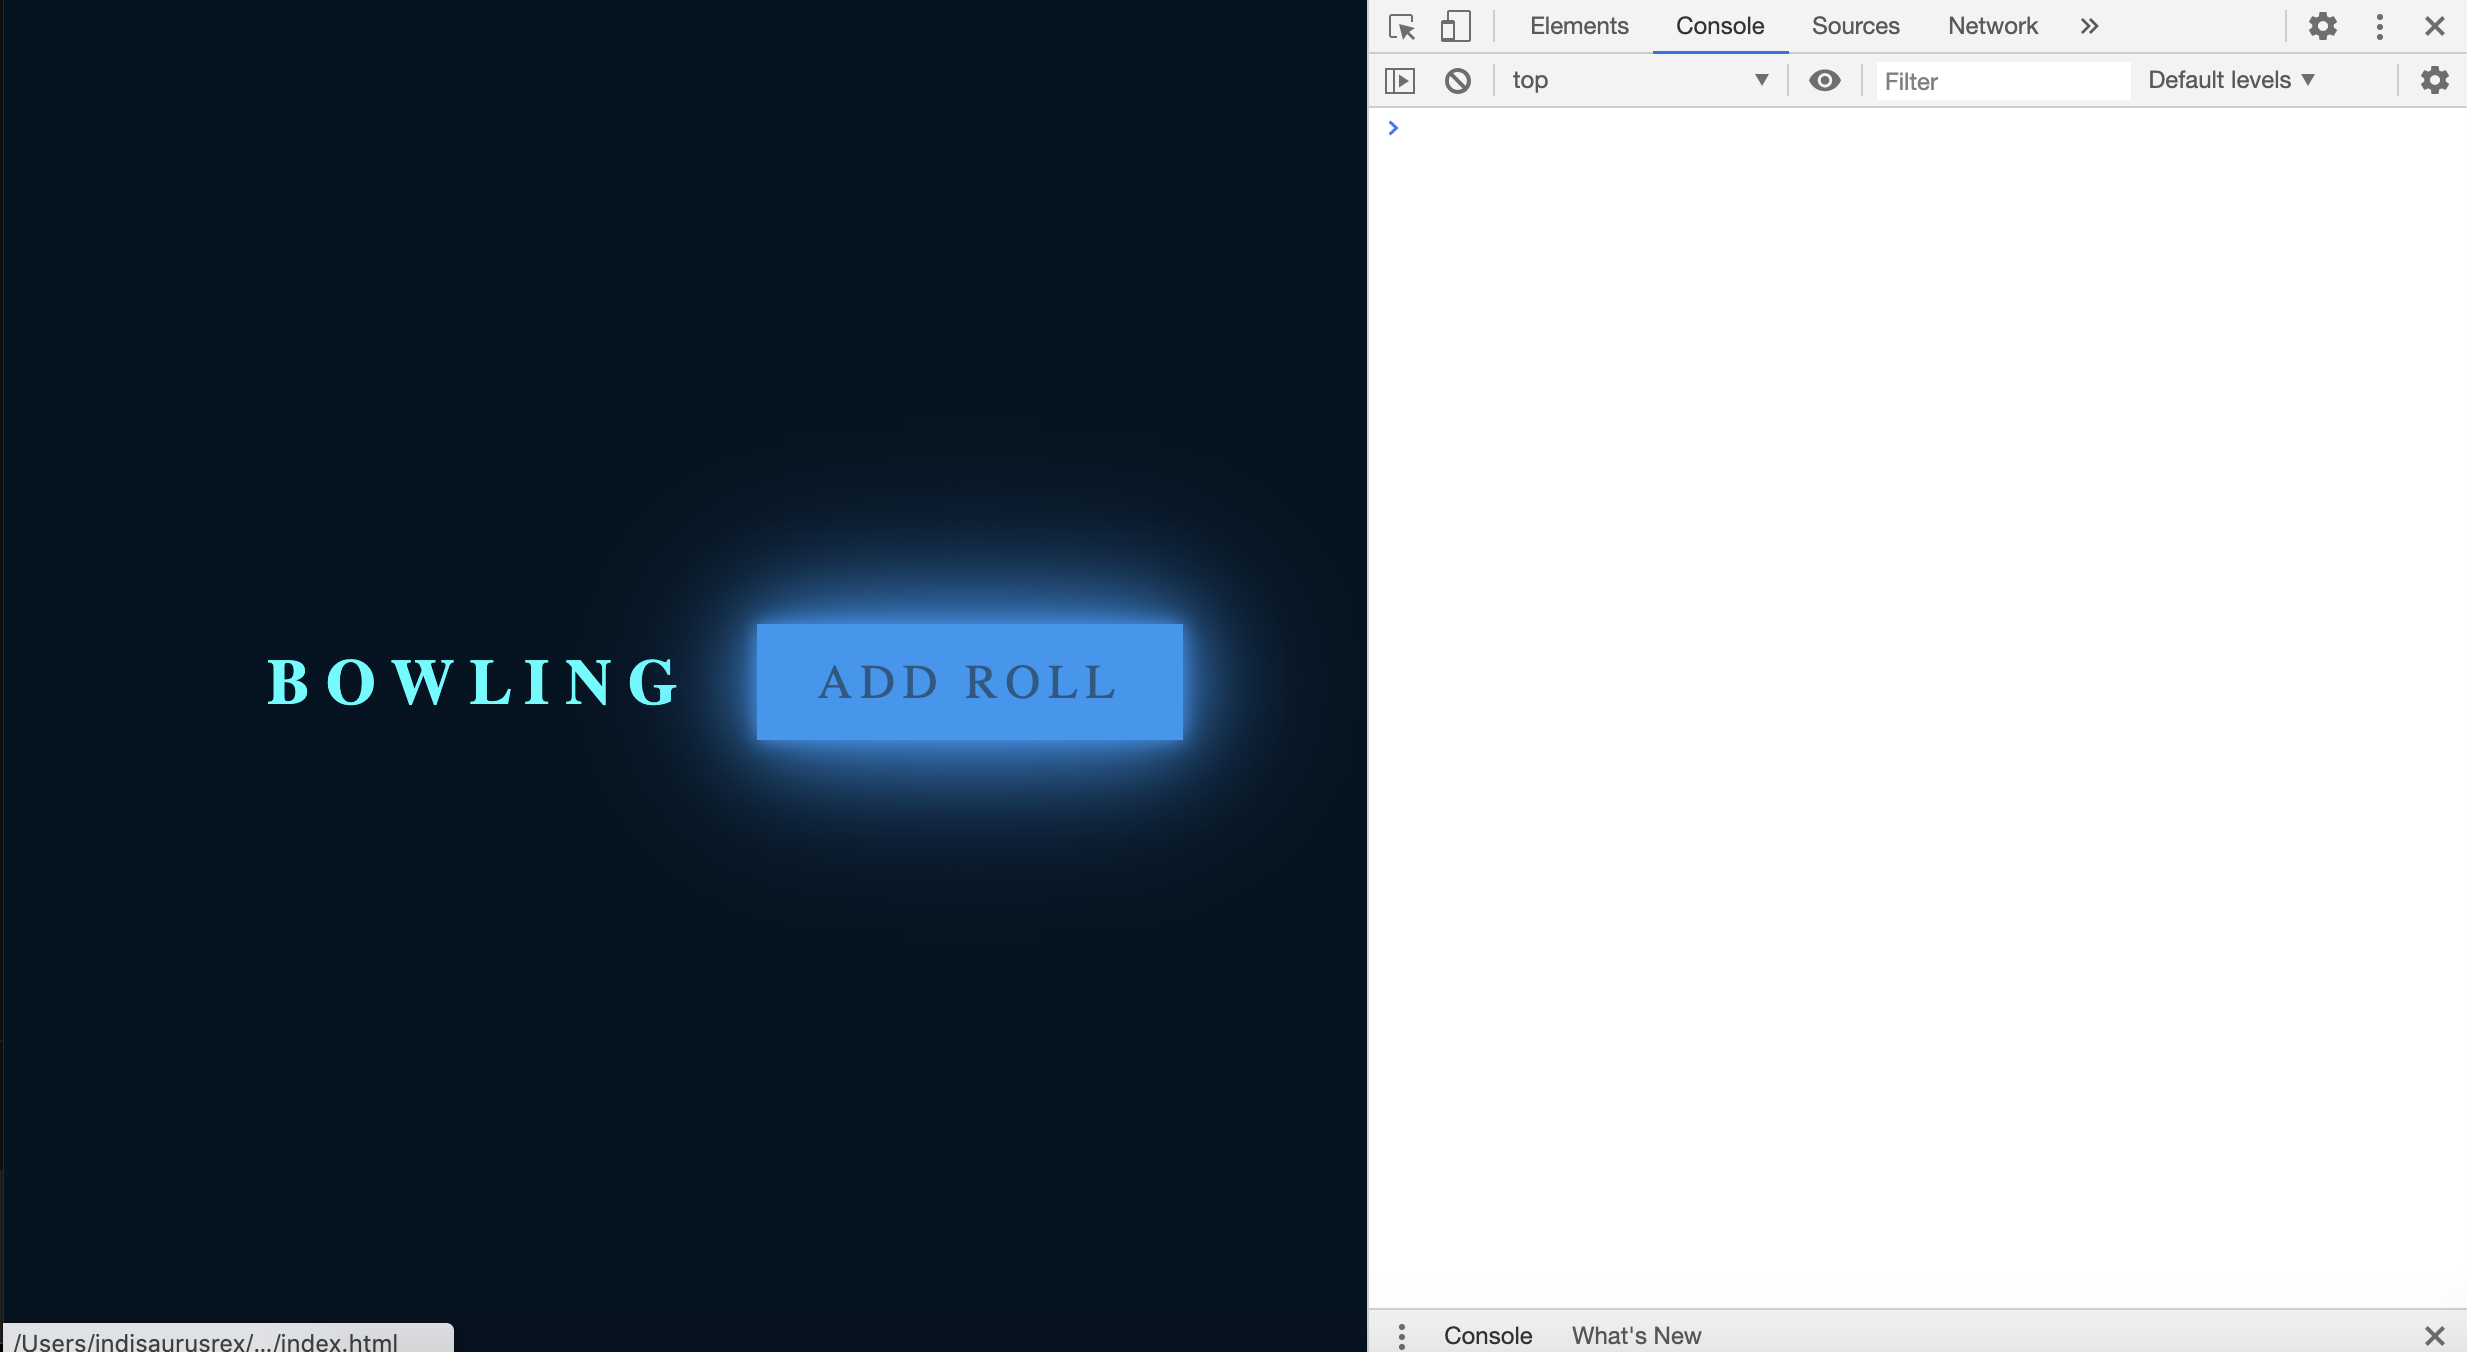 Elements Console Sources Network »
top Filter Default levels
BOWLING ADD ROLL
Console What's New
/Users/indisaurusrex/.../index.html